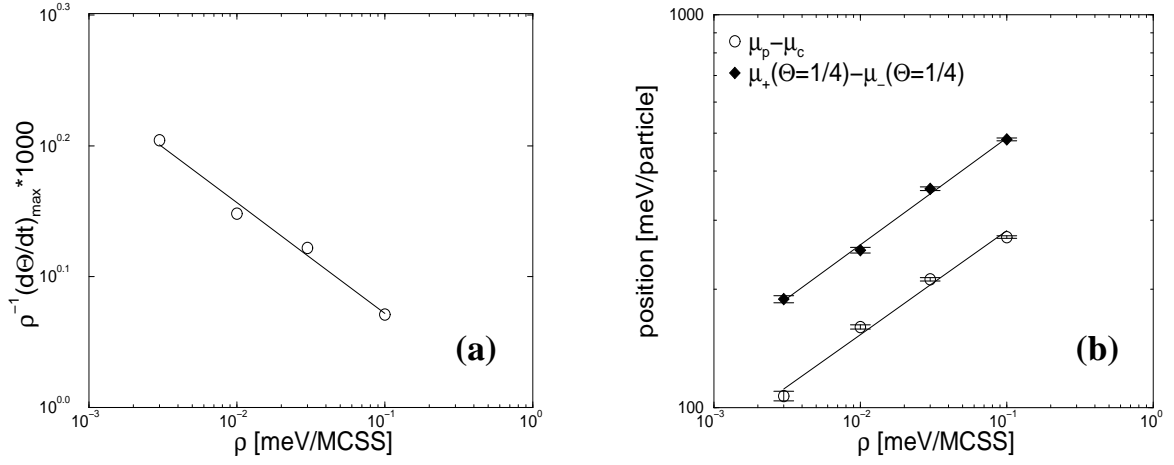 10^0.3
10^0.2
10^0.1
10^0.0
ρ^−1(dΘ/dt)_max*1000
10^−3 10^−2 10^−1 10^0
ρ [meV/MCSS]
(a)
1000
100
position [meV/particle]
μ_p−μ_c
μ_+(Θ=1/4)−μ_−(Θ=1/4)
10^−3 10^−2 10^−1 10^0
ρ [meV/MCSS]
(b)